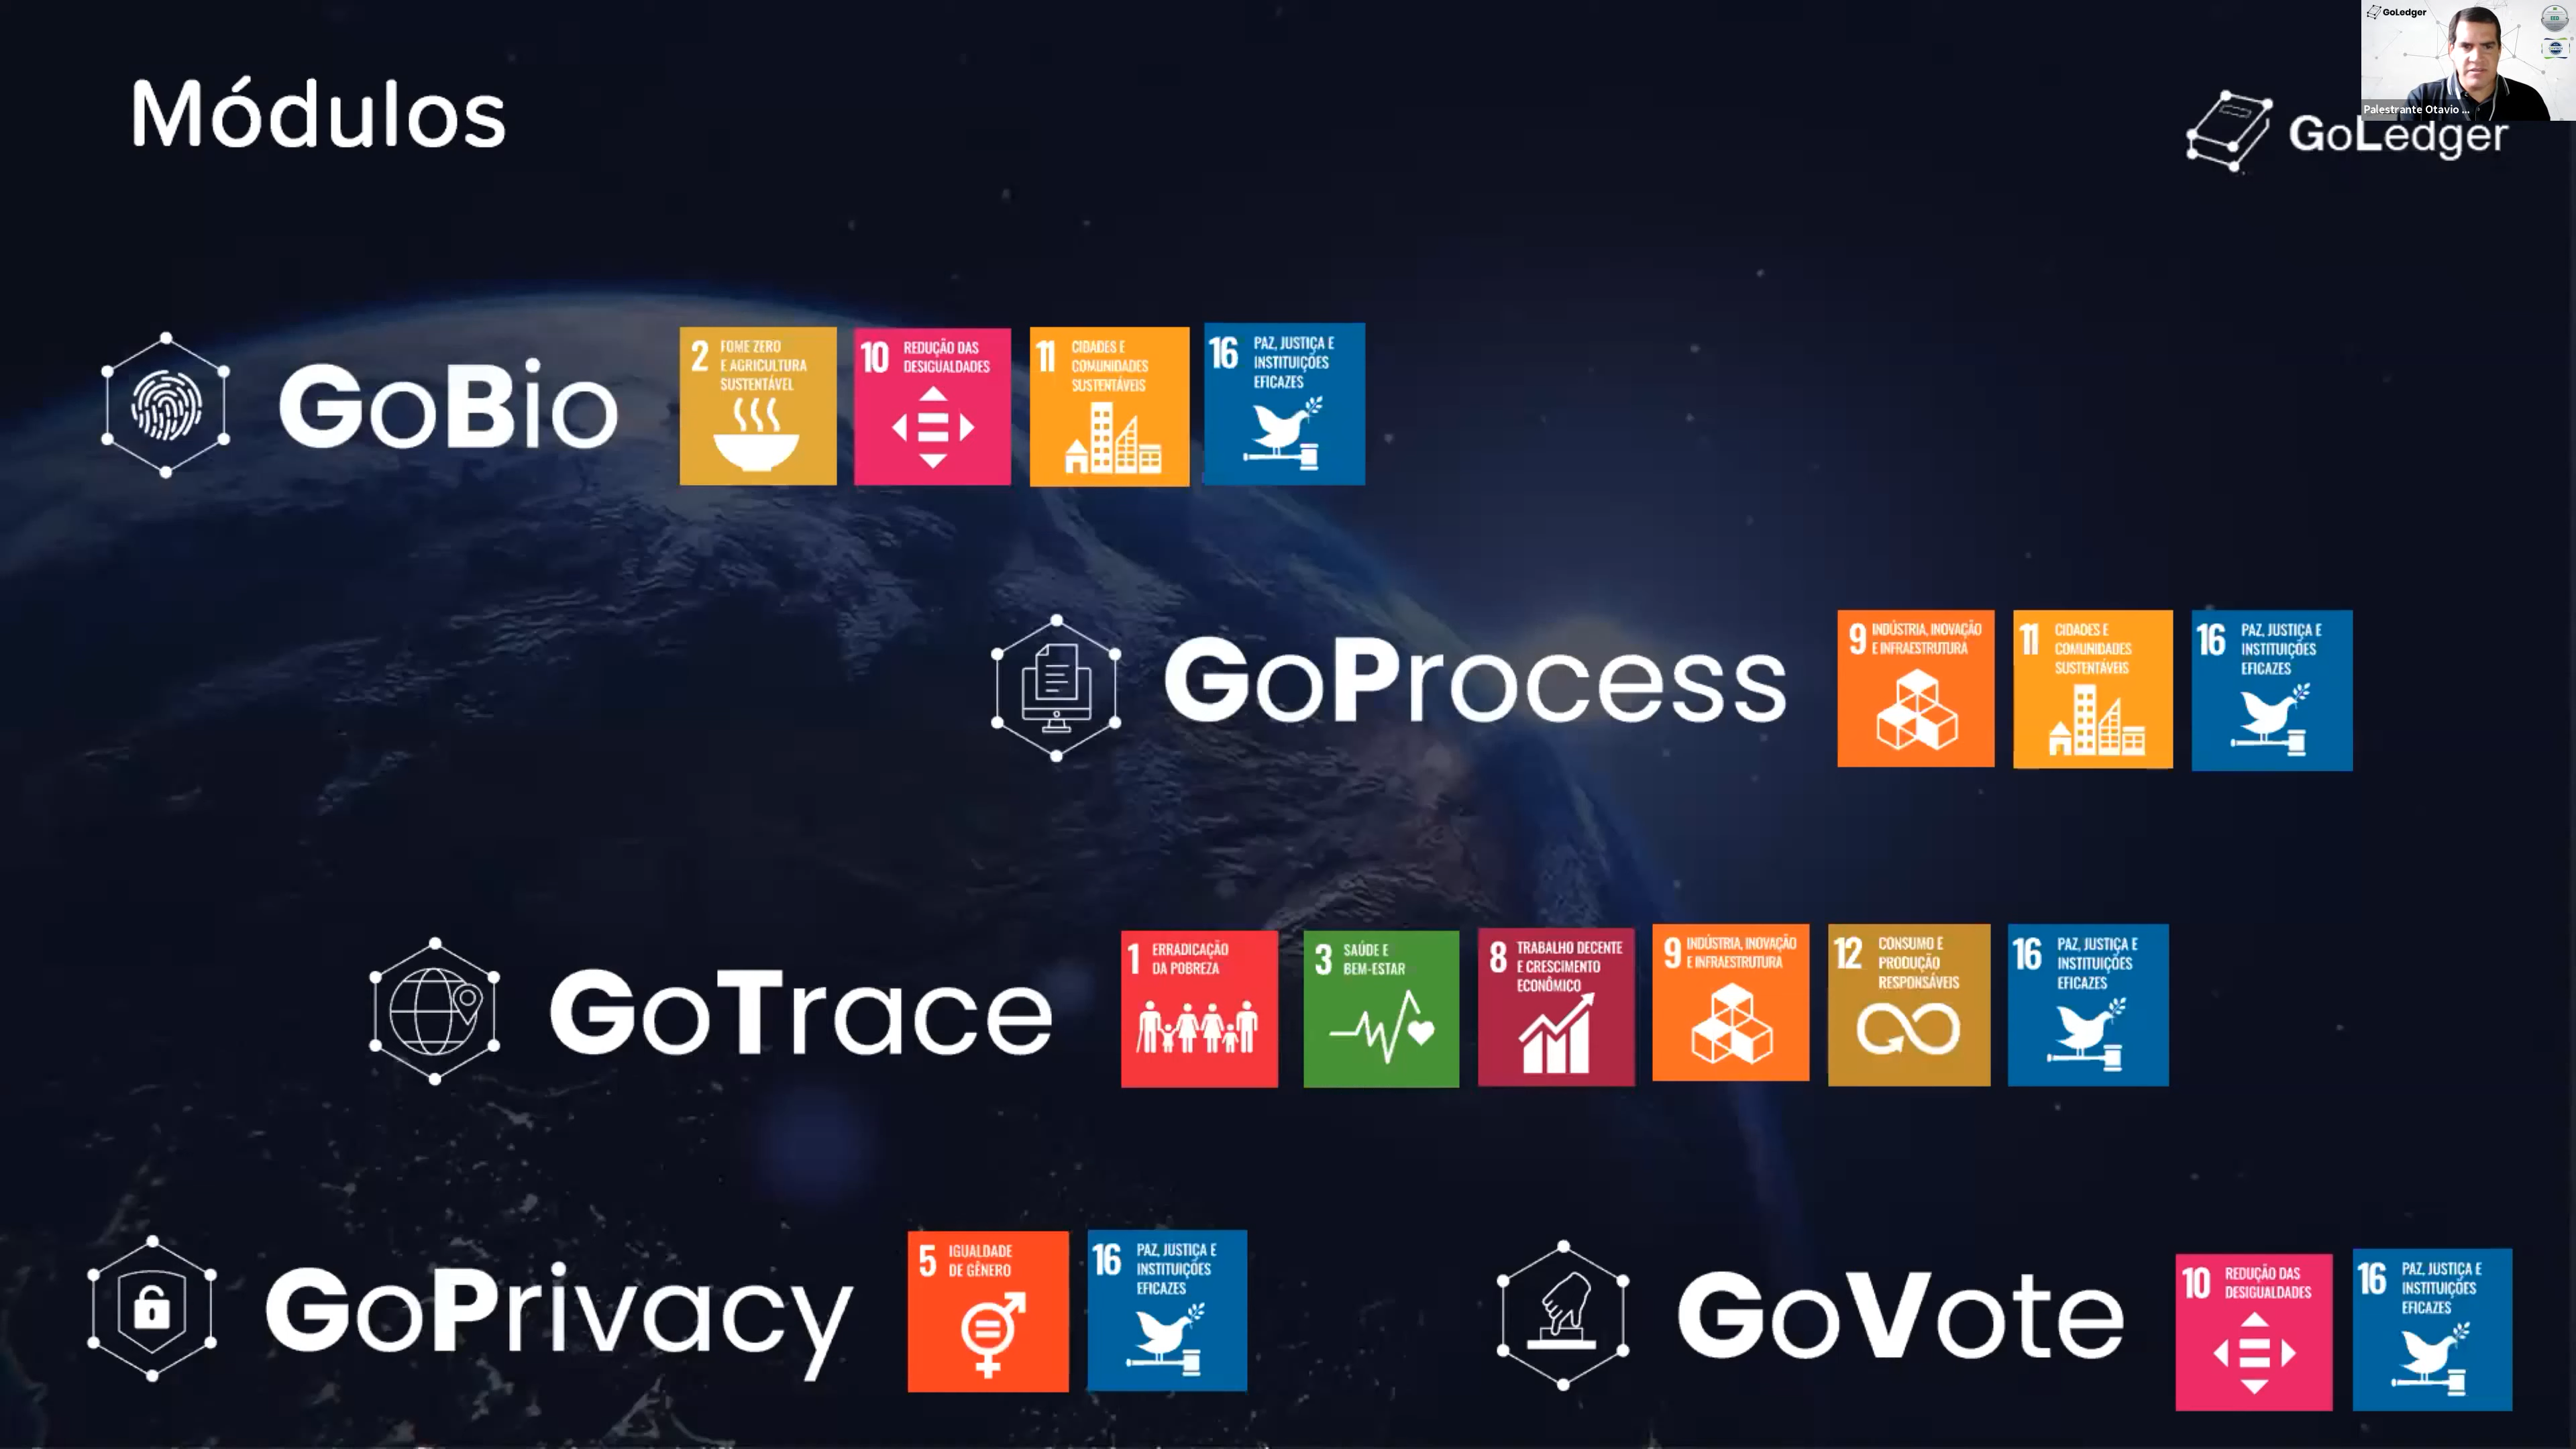 Módulos
GoLedger
Palestrante Otavio ...
GoLedger
GoBio
2 FOME ZERO
E AGRICULTURA
SUSTENTÁVEL
10 REDUÇÃO DAS
DESIGUALDADES
11 CIDADES E
COMUNIDADES
SUSTENTÁVEIS
16 PAZ, JUSTIÇA E
INSTITUIÇÕES
EFICAZES
GoProcess
9 INDÚSTRIA, INOVAÇÃO
E INFRAESTRUTURA
11 CIDADES E
COMUNIDADES
SUSTENTÁVEIS
16 PAZ, JUSTIÇA E
INSTITUIÇÕES
EFICAZES
GoTrace
1 ERRADICAÇÃO
DA POBREZA
3 SAÚDE E
BEM-ESTAR
8 TRABALHO DECENTE
E CRESCIMENTO
ECONÔMICO
9 INDÚSTRIA, INOVAÇÃO
E INFRAESTRUTURA
12 CONSUMO E
PRODUÇÃO
RESPONSÁVEIS
16 PAZ, JUSTIÇA E
INSTITUIÇÕES
EFICAZES
GoPrivacy
5 IGUALDADE
DE GÊNERO
16 PAZ, JUSTIÇA E
INSTITUIÇÕES
EFICAZES
GoVote
10 REDUÇÃO DAS
DESIGUALDADES
16 PAZ, JUSTIÇA E
INSTITUIÇÕES
EFICAZES